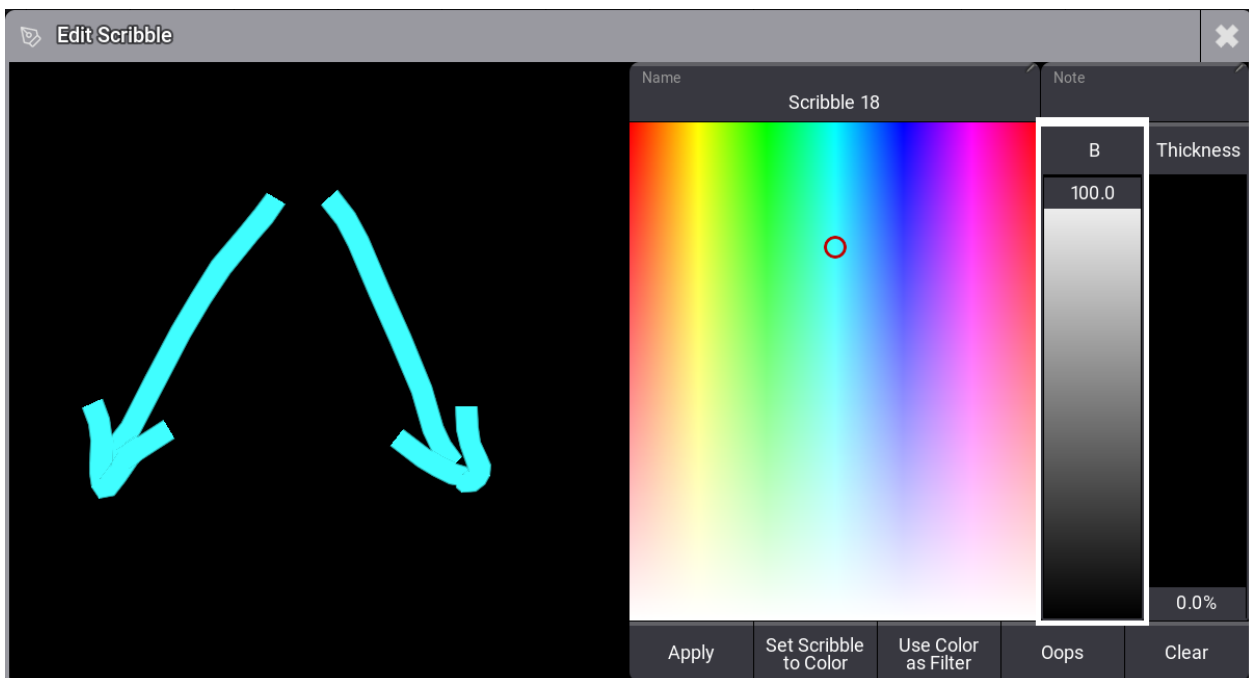 Edit Scribble
Name
Scribble 18
Note
B
Thickness
100.0
0.0%
Apply
Set Scribble
to Color
Use Color
as Filter
Oops
Clear